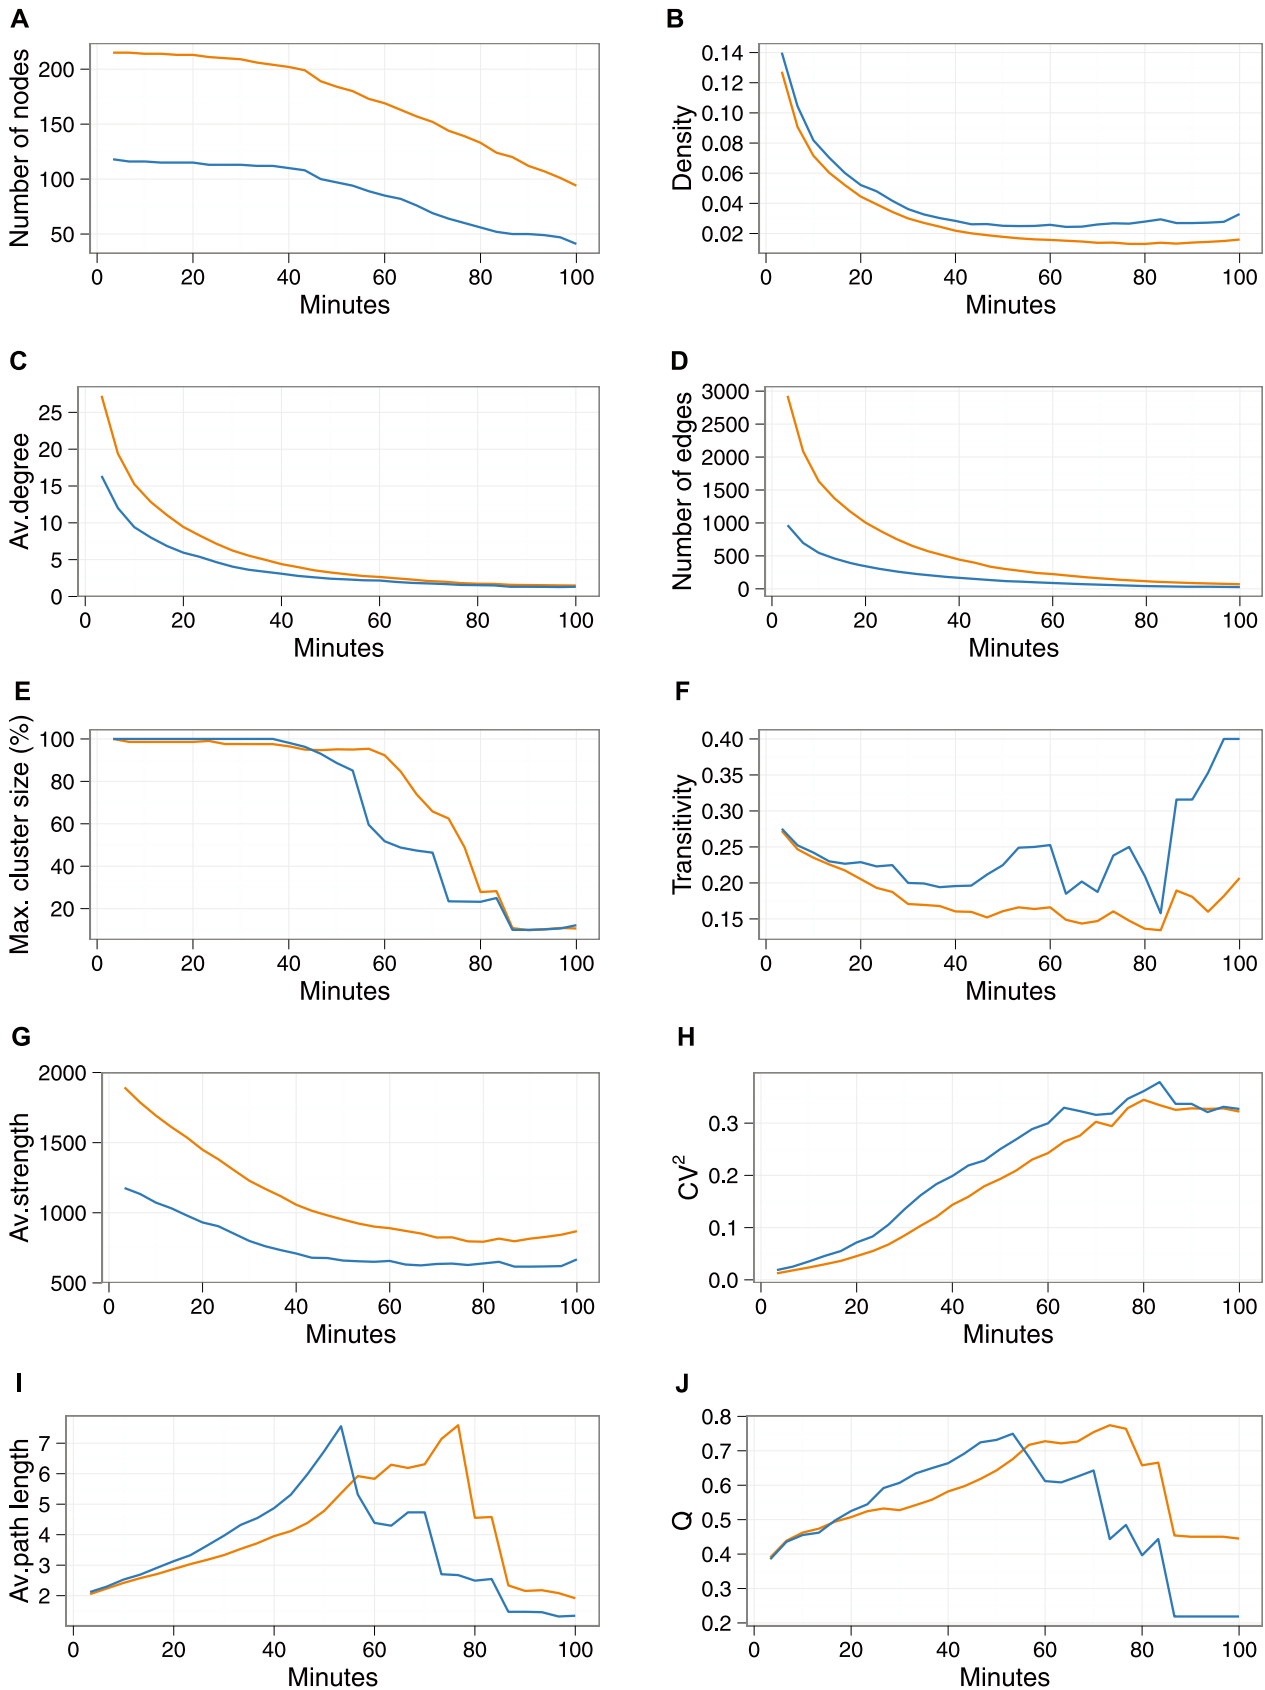 A
Number of nodes
200
150
100
50
0 20 40 60 80 100
Minutes
B
Density
0.14
0.12
0.10
0.08
0.06
0.04
0.02
0 20 40 60 80 100
Minutes
C
Av.degree
25
20
15
10
5
0
0 20 40 60 80 100
Minutes
D
Number of edges
3000
2500
2000
1500
1000
500
0
0 20 40 60 80 100
Minutes
E
Max. cluster size (%)
100
80
60
40
20
0 20 40 60 80 100
Minutes
F
Transitivity
0.40
0.35
0.30
0.25
0.20
0.15
0 20 40 60 80 100
Minutes
G
Av.strength
2000
1500
1000
500
0 20 40 60 80 100
Minutes
H
CV²
0.3
0.2
0.1
0.0
0 20 40 60 80 100
Minutes
I
Av.path length
7
6
5
4
3
2
0 20 40 60 80 100
Minutes
J
Q
0.8
0.7
0.6
0.5
0.4
0.3
0.2
0 20 40 60 80 100
Minutes